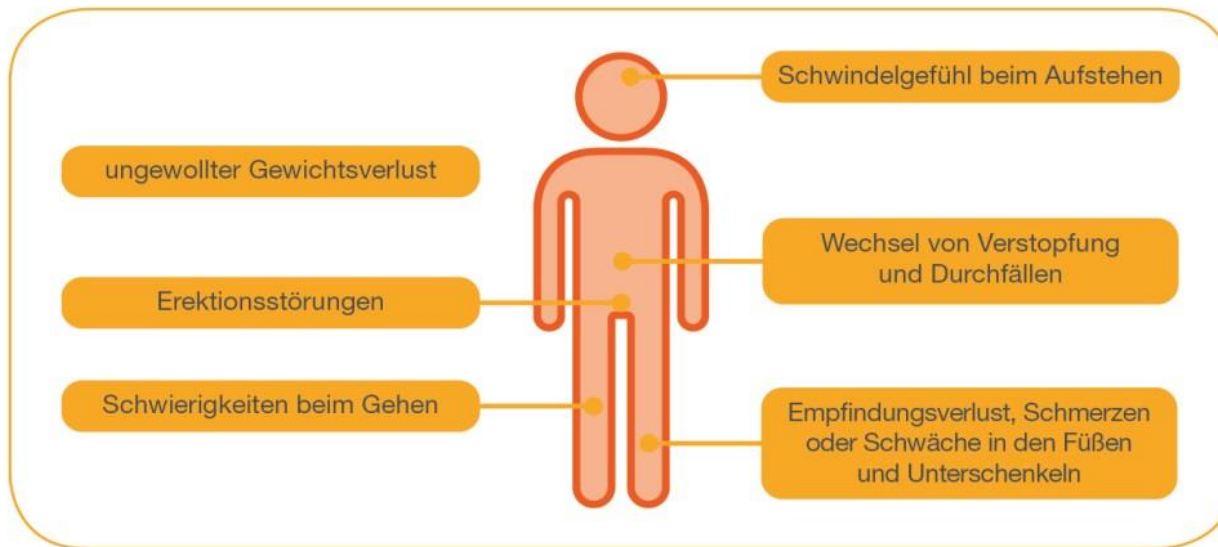 Schwindelgefühl beim Aufstehen
ungewollter Gewichtsverlust
Wechsel von Verstopfung
und Durchfällen
Erektionsstörungen
Schwierigkeiten beim Gehen
Empfindungsverlust, Schmerzen
oder Schwäche in den Füßen
und Unterschenkeln